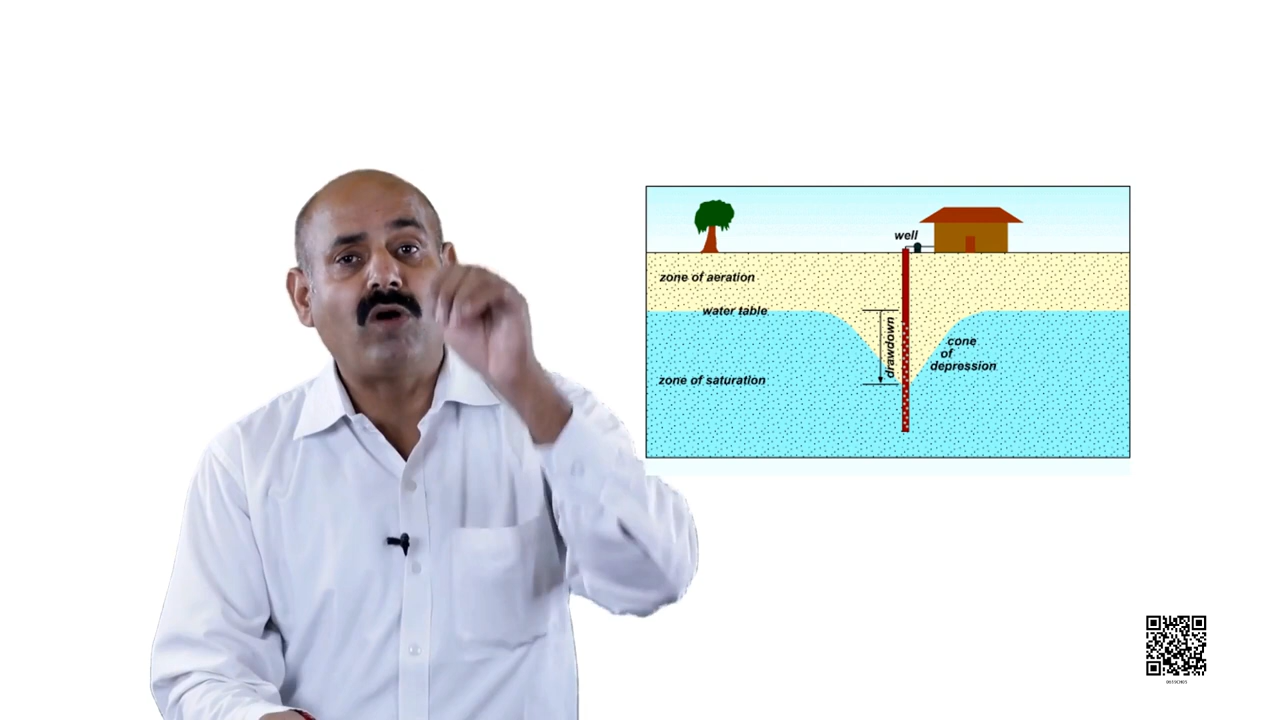 well
zone of aeration
water table
drawdown
cone
of
depression
zone of saturation